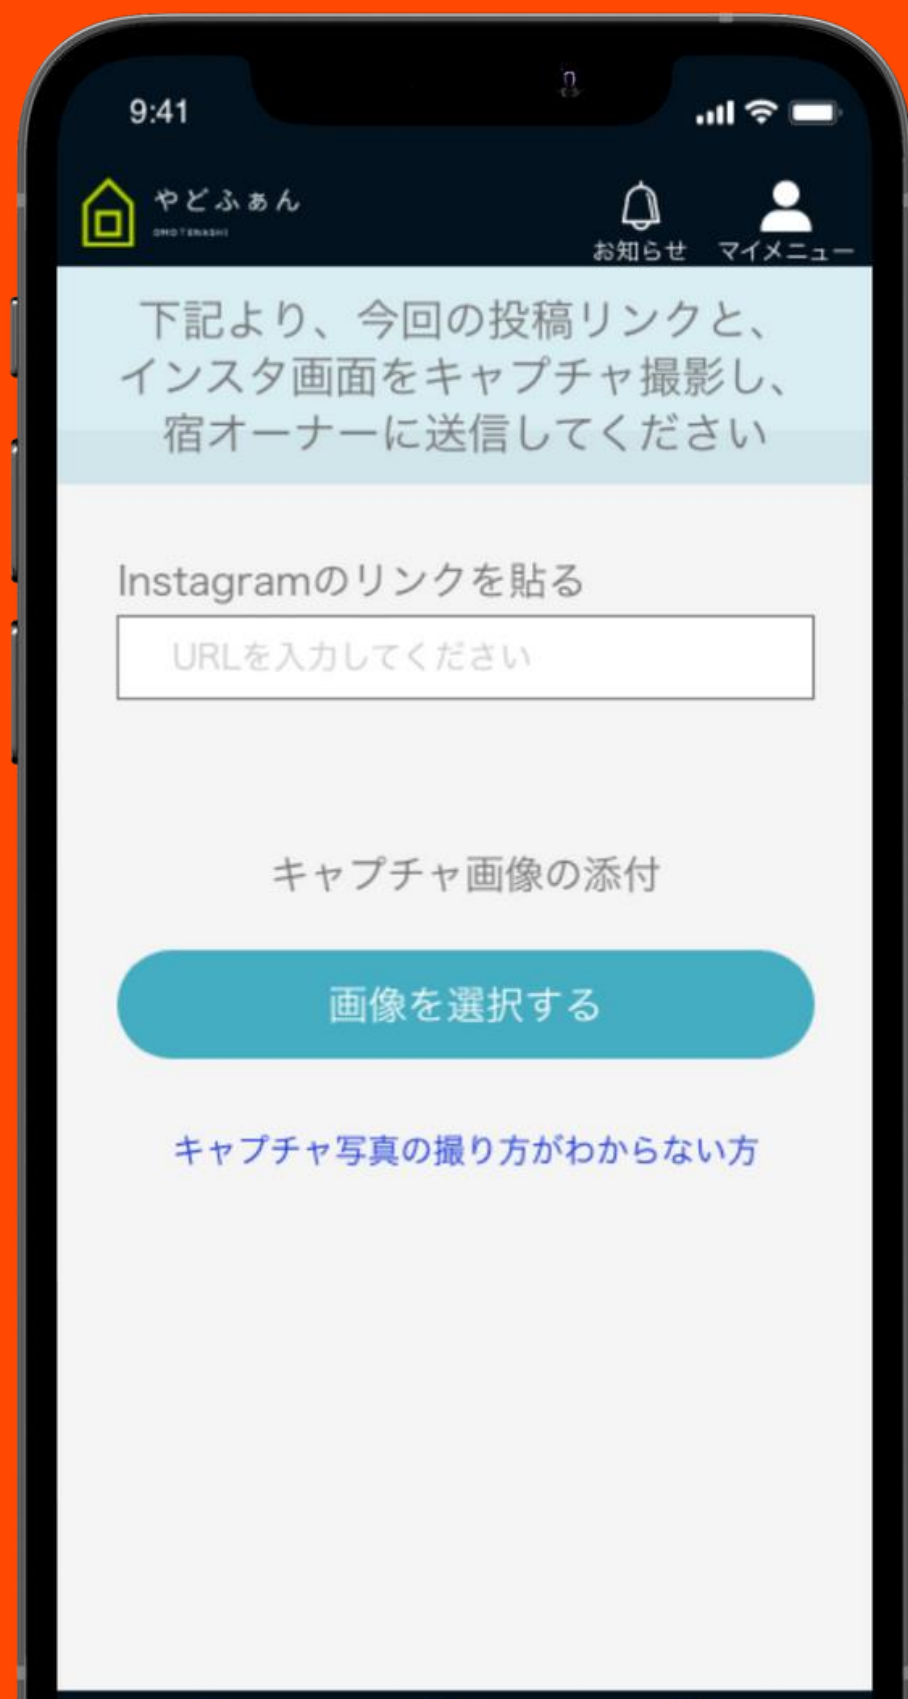 9:41
やどふぁん
OMOTENASHI
お知らせ
マイメニュー
下記より、今回の投稿リンクと、
インスタ画面をキャプチャ撮影し、
宿オーナーに送信してください
Instagramのリンクを貼る
URLを入力してください
キャプチャ画像の添付
画像を選択する
キャプチャ写真の撮り方がわからない方